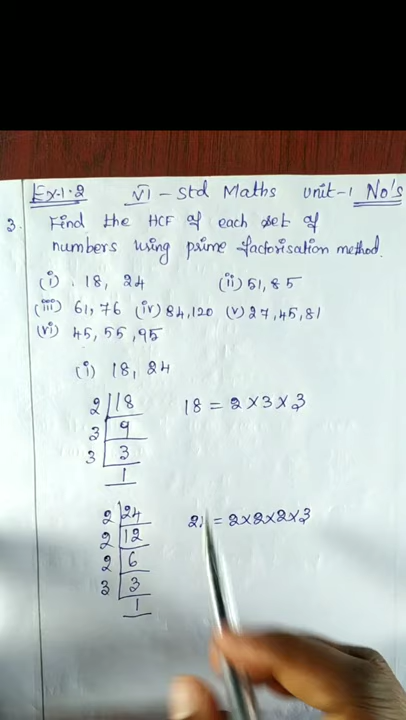 Ex-1.2 VI - Std Maths Unit-1 No's
3. Find the HCF of each set of
numbers using prime factorisation method.
(i) 18, 24 (ii) 51, 85
(iii) 61, 76 (iv) 84, 120 (v) 27, 45, 81
(vi) 45, 55, 95
(i) 18, 24
2 18 18 = 2 × 3 × 3
3 9
3 3
1
2 24 = 2×2×2×3
2 12
2 6
3 3
1